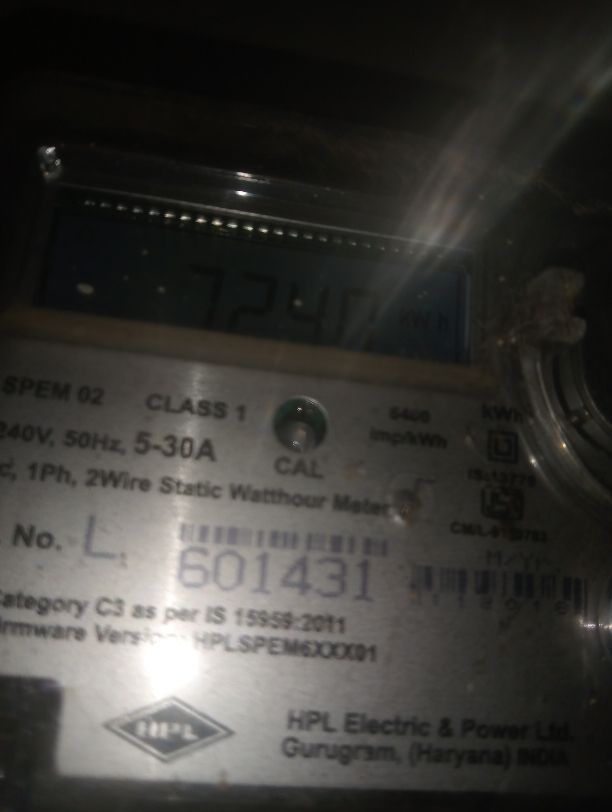 7240 kWh
SPEM 02 CLASS 1 6400 kWh
240V, 50Hz, 5-30A imp/kWh
CAL
1Ph, 2Wire Static Watthour Meter
No. L 601431
M/Yr
Category C3 as per IS 15959:2011
HPLSPEM6XXX01
HPL
HPL Electric & Power Ltd.
Gurugram, (Haryana) INDIA